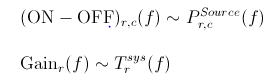 (ON − OFF)r,c(f) ∼ P^{Source}_{r,c}(f)
Gain_r(f) ∼ T^{sys}_r(f)